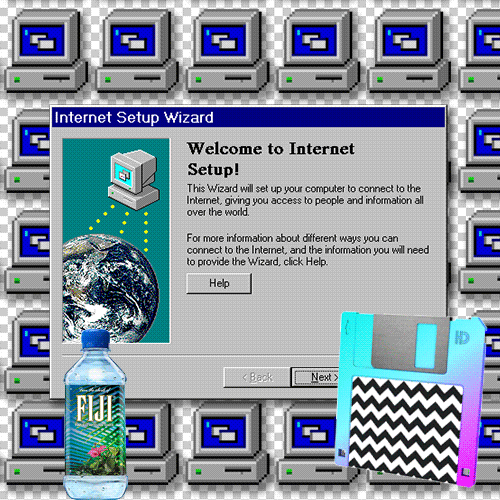 Internet Setup Wizard
Welcome to Internet
Setup!
This Wizard will set up your computer to connect to the
Internet, giving you access to people and information all
over the world.
For more information about different ways you can
connect to the Internet, and the information you will need
to provide the Wizard, click Help.
Help
< Back
Next >
HD
FIJI